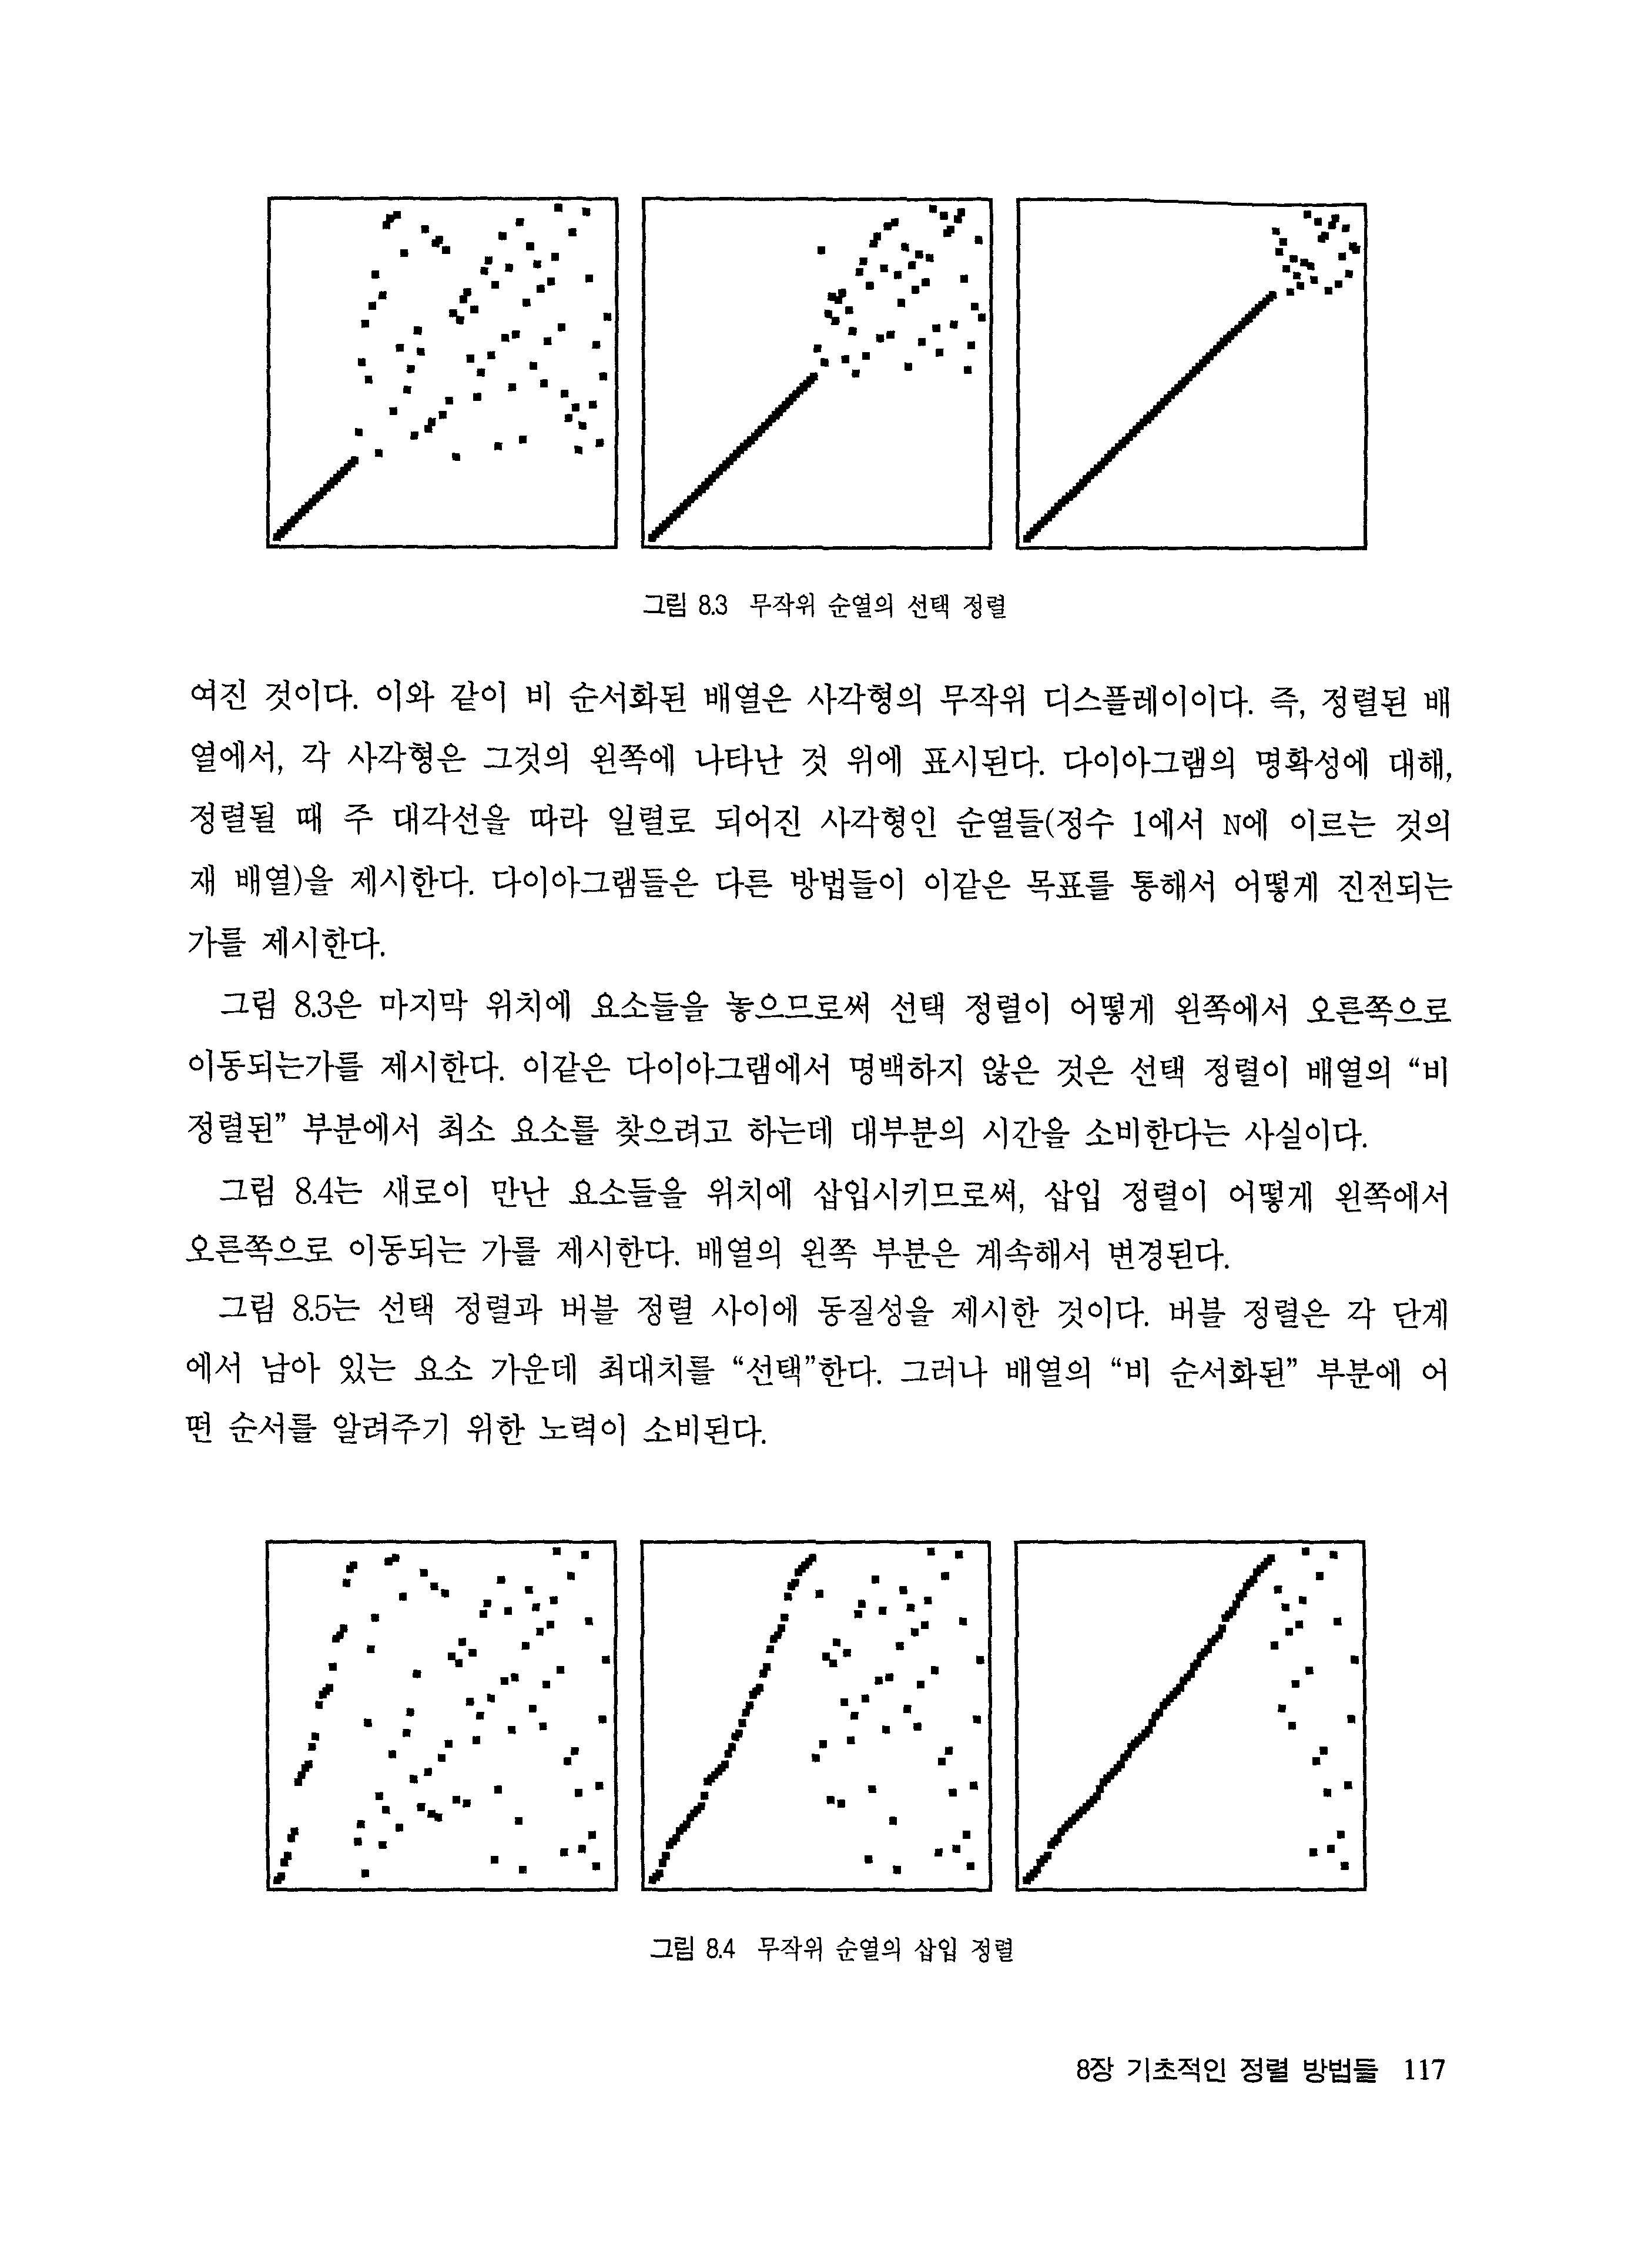 그림 8.3 무작위 순열의 선택 정렬
여진 것이다. 이와 같이 비 순서화된 배열은 사각형의 무작위 디스플레이이다. 즉, 정렬된 배
열에서, 각 사각형은 그것의 왼쪽에 나타난 것 위에 표시된다. 다이아그램의 명확성에 대해,
정렬될 때 주 대각선을 따라 일렬로 되어진 사각형인 순열들(정수 1에서 N에 이르는 것의
재 배열)을 제시한다. 다이아그램들은 다른 방법들이 이같은 목표를 통해서 어떻게 진전되는
가를 제시한다.
그림 8.3은 마지막 위치에 요소들을 놓으므로써 선택 정렬이 어떻게 왼쪽에서 오른쪽으로
이동되는가를 제시한다. 이같은 다이아그램에서 명백하지 않은 것은 선택 정렬이 배열의 “비
정렬된” 부분에서 최소 요소를 찾으려고 하는데 대부분의 시간을 소비한다는 사실이다.
그림 8.4는 새로이 만난 요소들을 위치에 삽입시키므로써, 삽입 정렬이 어떻게 왼쪽에서
오른쪽으로 이동되는 가를 제시한다. 배열의 왼쪽 부분은 계속해서 변경된다.
그림 8.5는 선택 정렬과 버블 정렬 사이에 동질성을 제시한 것이다. 버블 정렬은 각 단계
에서 남아 있는 요소 가운데 최대치를 “선택”한다. 그러나 배열의 “비 순서화된” 부분에 어
떤 순서를 알려주기 위한 노력이 소비된다.
그림 8.4 무작위 순열의 삽입 정렬
8장 기초적인 정렬 방법들 117